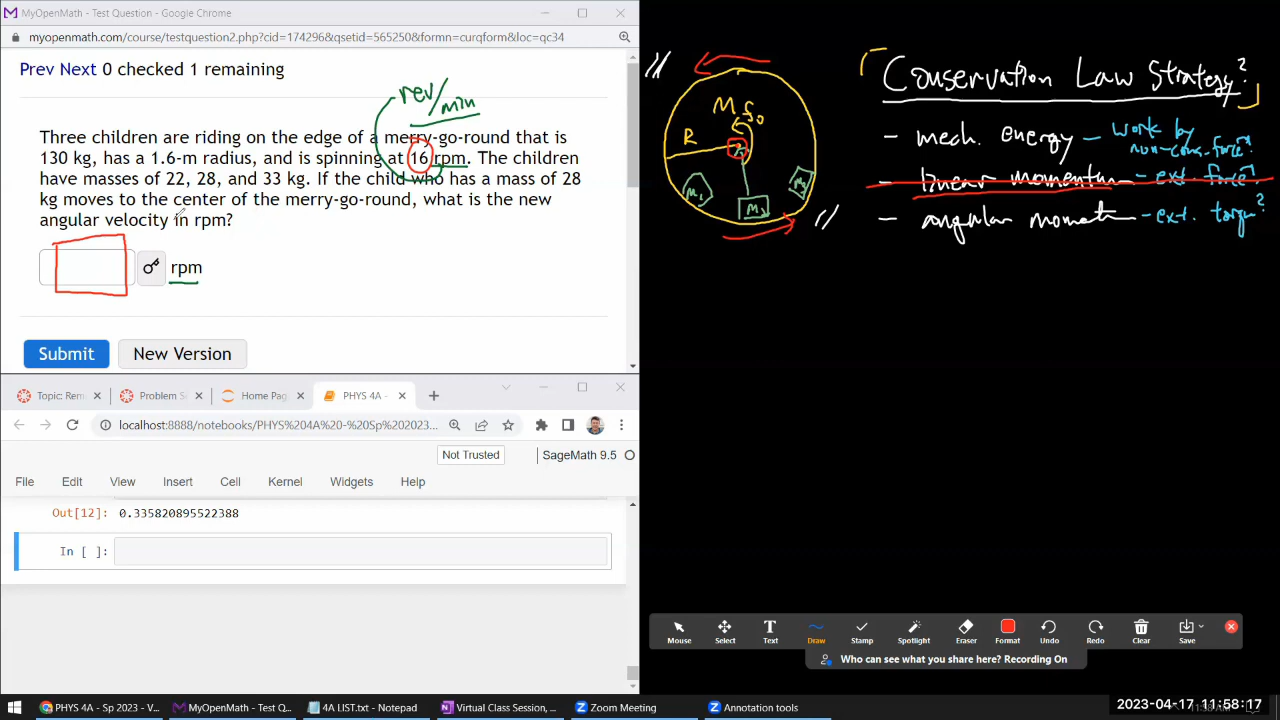 MyOpenMath - Test Question - Google Chrome
myopenmath.com/course/testquestion2.php?cid=174296&qsetid=565250&formn=curqform&loc=qc34
Prev Next 0 checked 1 remaining
rev/min
Three children are riding on the edge of a merry-go-round that is
130 kg, has a 1.6-m radius, and is spinning at 16 rpm. The children
have masses of 22, 28, and 33 kg. If the child who has a mass of 28
kg moves to the center of the merry-go-round, what is the new
angular velocity in rpm?
rpm
Submit New Version
Topic: Rem
Problem S
Home Pag
PHYS 4A -
localhost:8888/notebooks/PHYS%204A%20-%20Sp%202023...
Not Trusted
SageMath 9.5
File Edit View Insert Cell Kernel Widgets Help
Out[12]: 0.335820895522388
In [ ]:
M
f₀
R
M₁
M₂
Conservation Law Strategy?
- mech. energy - work by
non-cons. force?
- linear momentum - ext. force?
- angular momentum - ext. torque?
Mouse Select Text Draw Stamp Spotlight Eraser Format Undo Redo Clear Save
Who can see what you share here? Recording On
PHYS 4A - Sp 2023 - V...
MyOpenMath - Test Q...
4A LIST.txt - Notepad
Virtual Class Session, ...
Zoom Meeting
Annotation tools
2023-04-17 11:58:17